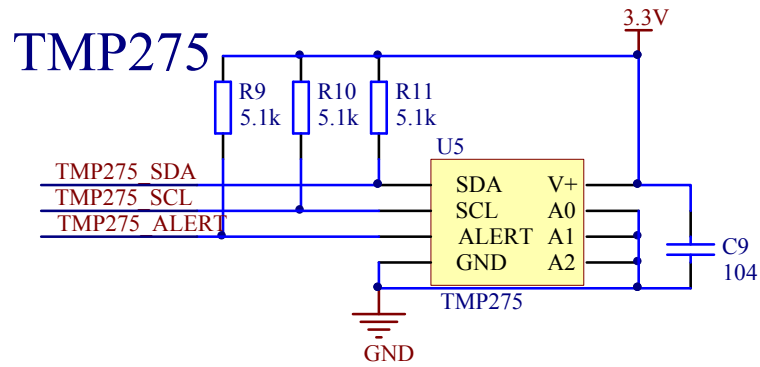 3.3V
TMP275
R9
5.1k
R10
5.1k
R11
5.1k
U5
TMP275_SDA
TMP275_SCL
TMP275_ALERT
SDA
SCL
ALERT
GND
V+
A0
A1
A2
C9
104
TMP275
GND